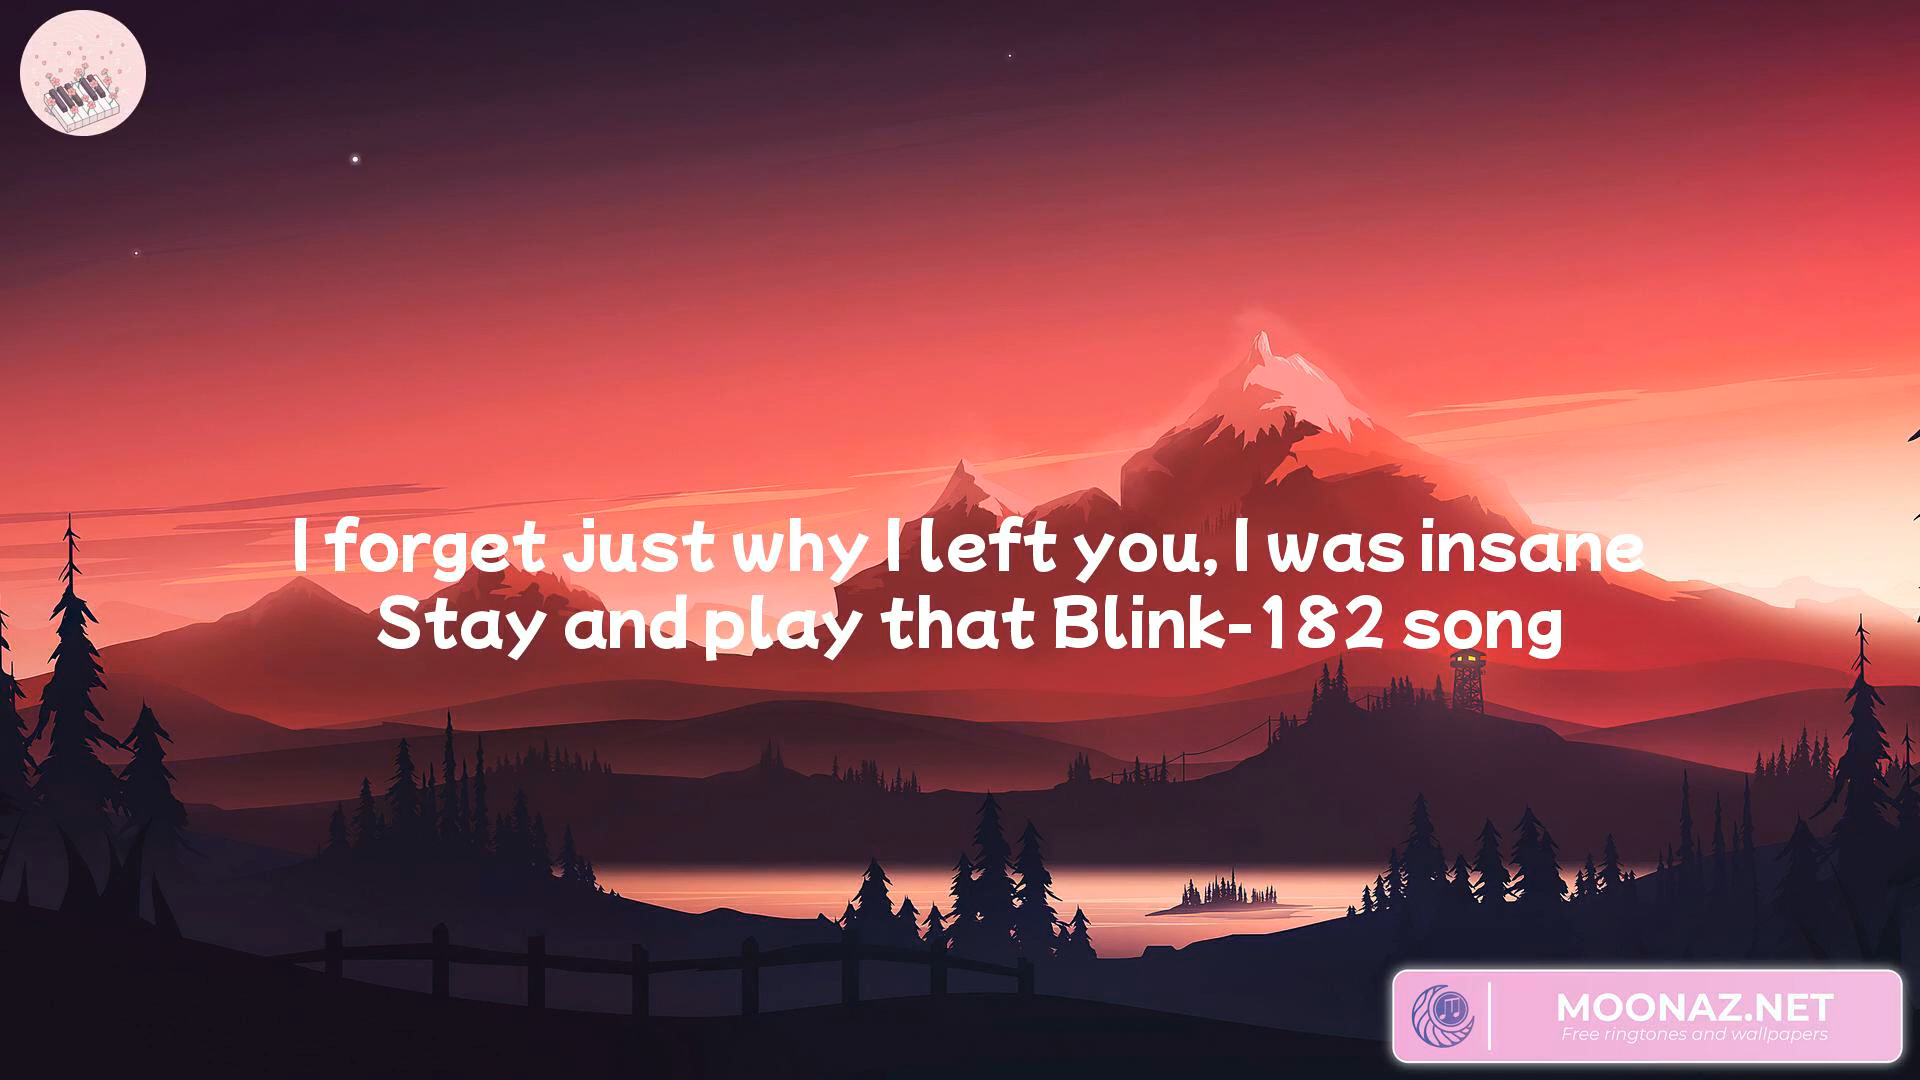 I forget just why I left you, I was insane
Stay and play that Blink-182 song
MOONAZ.NET
Free ringtones and wallpapers